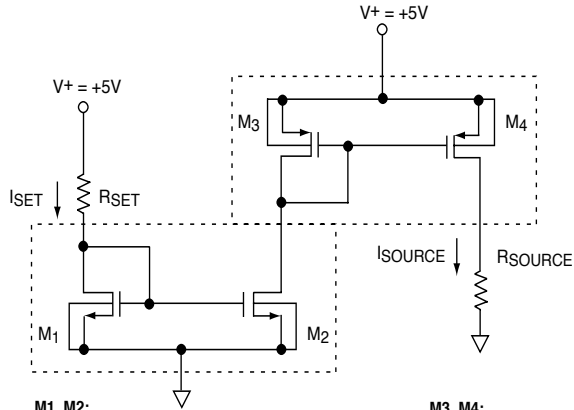 V+ = +5V
V+ = +5V
M3
M4
ISET
RSET
ISOURCE
RSOURCE
M1
M2
M1, M2:
M3, M4: